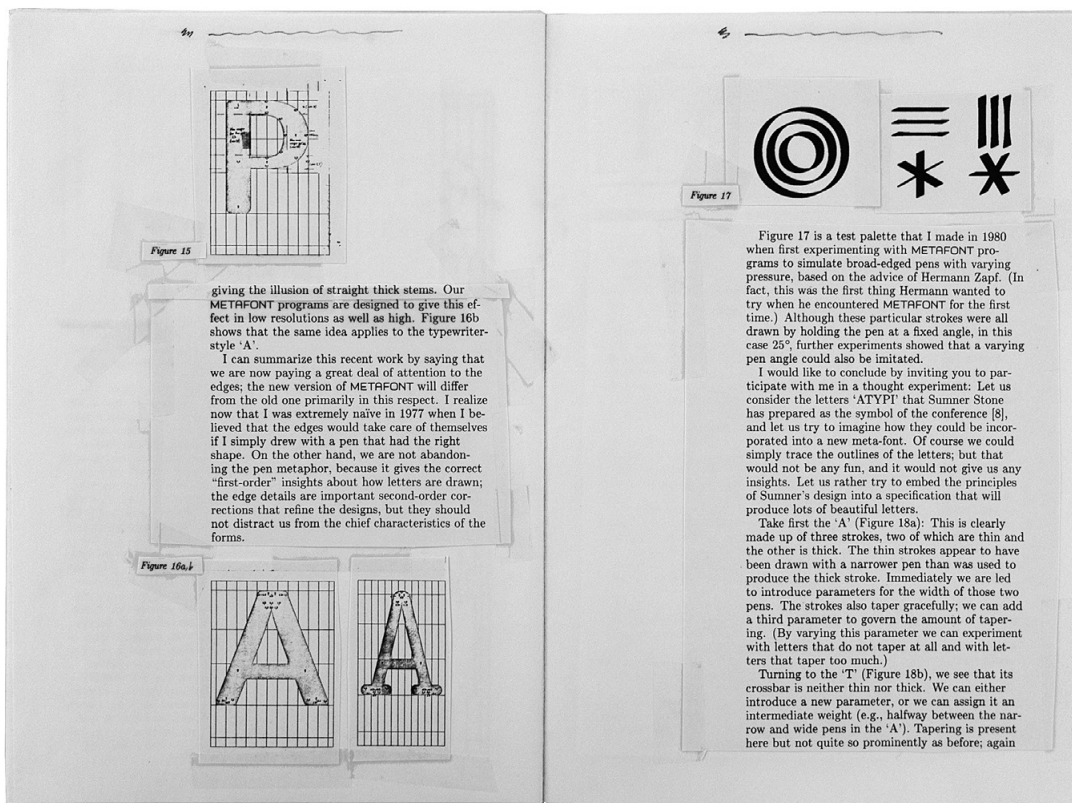 Figure 15
giving the illusion of straight thick stems. Our
METAFONT programs are designed to give this ef-
fect in low resolutions as well as high. Figure 16b
shows that the same idea applies to the typewriter-
style ‘A’.
I can summarize this recent work by saying that
we are now paying a great deal of attention to the
edges; the new version of METAFONT will differ
from the old one primarily in this respect. I realize
now that I was extremely naïve in 1977 when I be-
lieved that the edges would take care of themselves
if I simply drew with a pen that had the right
shape. On the other hand, we are not abandon-
ing the pen metaphor, because it gives the correct
“first-order” insights about how letters are drawn;
the edge details are important second-order cor-
rections that refine the designs, but they should
not distract us from the chief characteristics of the
forms.
Figure 16a,b
Figure 17
Figure 17 is a test palette that I made in 1980
when first experimenting with METAFONT pro-
grams to simulate broad-edged pens with varying
pressure, based on the advice of Hermann Zapf. (In
fact, this was the first thing Hermann wanted to
try when he encountered METAFONT for the first
time.) Although these particular strokes were all
drawn by holding the pen at a fixed angle, in this
case 25°, further experiments showed that a varying
pen angle could also be imitated.
I would like to conclude by inviting you to par-
ticipate with me in a thought experiment: Let us
consider the letters ‘ATYPI’ that Sumner Stone
has prepared as the symbol of the conference [8],
and let us try to imagine how they could be incor-
porated into a new meta-font. Of course we could
simply trace the outlines of the letters; but that
would not be any fun, and it would not give us any
insights. Let us rather try to embed the principles
of Sumner’s design into a specification that will
produce lots of beautiful letters.
Take first the ‘A’ (Figure 18a): This is clearly
made up of three strokes, two of which are thin and
the other is thick. The thin strokes appear to have
been drawn with a narrower pen than was used to
produce the thick stroke. Immediately we are led
to introduce parameters for the width of those two
pens. The strokes also taper gracefully; we can add
a third parameter to govern the amount of taper-
ing. (By varying this parameter we can experiment
with letters that do not taper at all and with let-
ters that taper too much.)
Turning to the ‘T’ (Figure 18b), we see that its
crossbar is neither thin nor thick. We can either
introduce a new parameter, or we can assign it an
intermediate weight (e.g., halfway between the nar-
row and wide pens in the ‘A’). Tapering is present
here but not quite so prominently as before; again